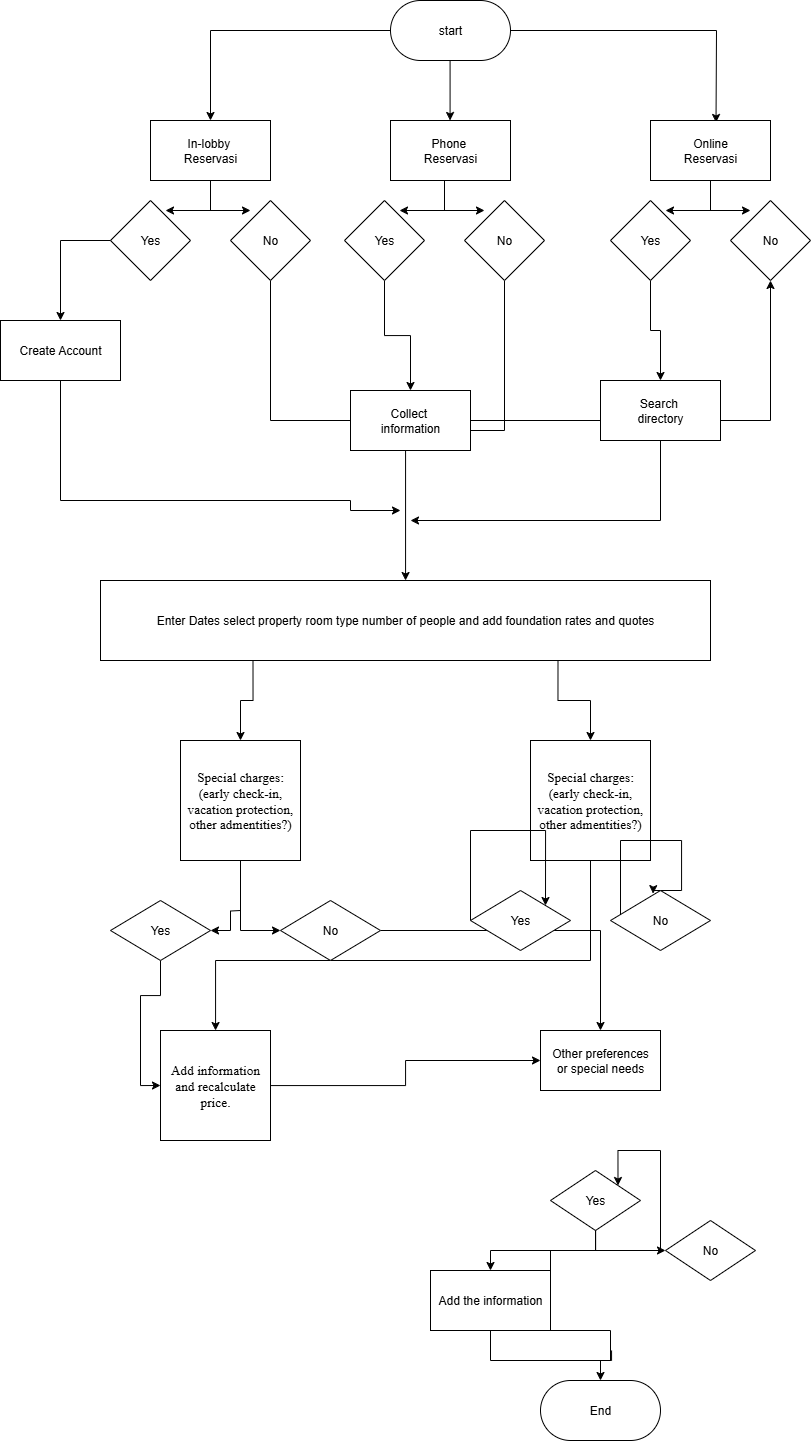 start
In-lobby
Reservasi
Phone
Reservasi
Online
Reservasi
Yes
No
Yes
No
Yes
No
Create Account
Collect
information
Search
directory
Enter Dates select property room type number of people and add foundation rates and quotes
Special charges:
(early check-in,
vacation protection,
other admentities?)
Special charges:
(early check-in,
vacation protection,
other admentities?)
Yes
No
Yes
No
Add information
and recalculate
price.
Other preferences
or special needs
Yes
No
Add the information
End